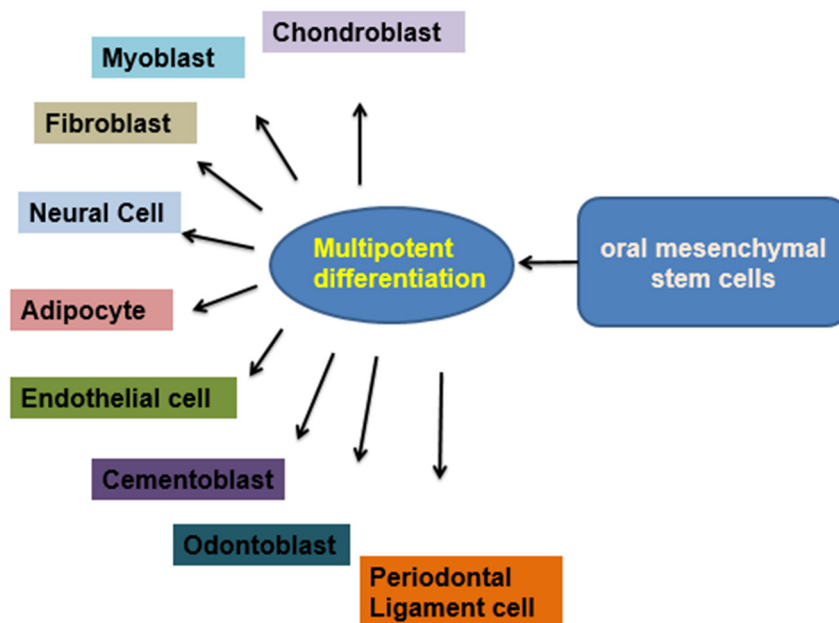 Chondroblast
Myoblast
Fibroblast
Neural Cell
Adipocyte
Endothelial cell
Cementoblast
Odontoblast
Periodontal
Ligament cell
Multipotent
differentiation
oral mesenchymal
stem cells